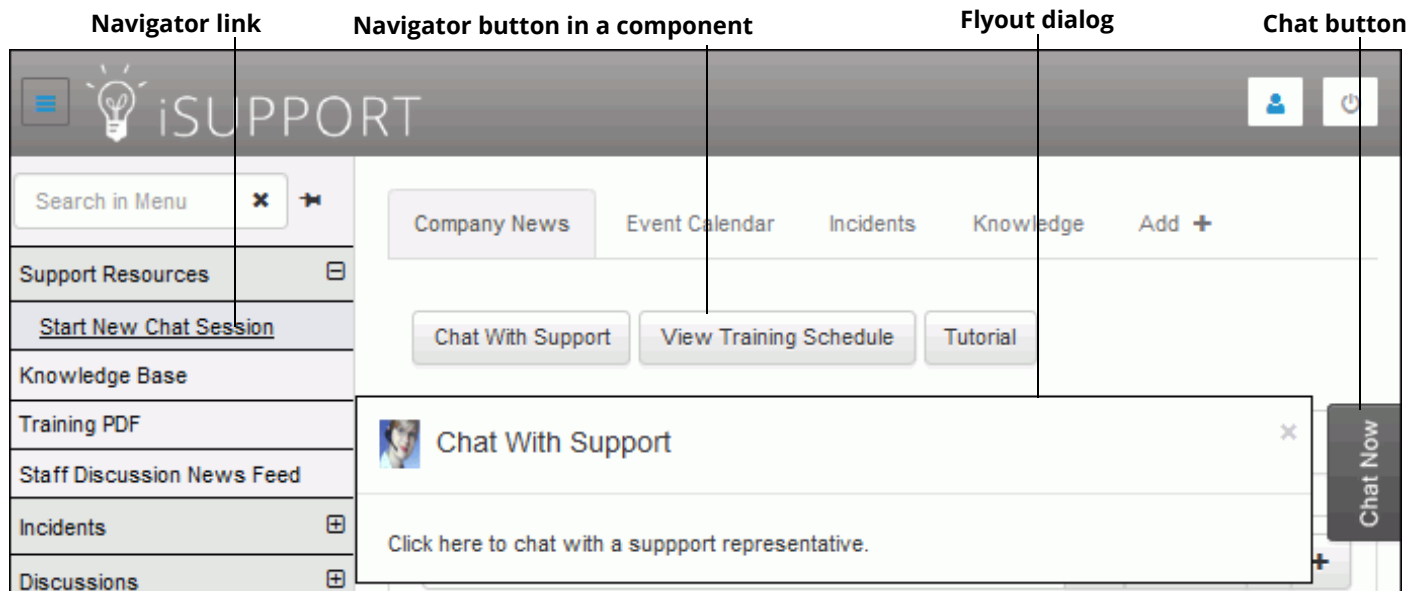 Navigator link
Navigator button in a component
Flyout dialog
Chat button
iSUPPORT
Search in Menu
Company News
Event Calendar
Incidents
Knowledge
Add +
Support Resources
Start New Chat Session
Chat With Support
View Training Schedule
Tutorial
Knowledge Base
Training PDF
Staff Discussion News Feed
Incidents
Discussions
Chat With Support
Click here to chat with a suppport representative.
Chat Now